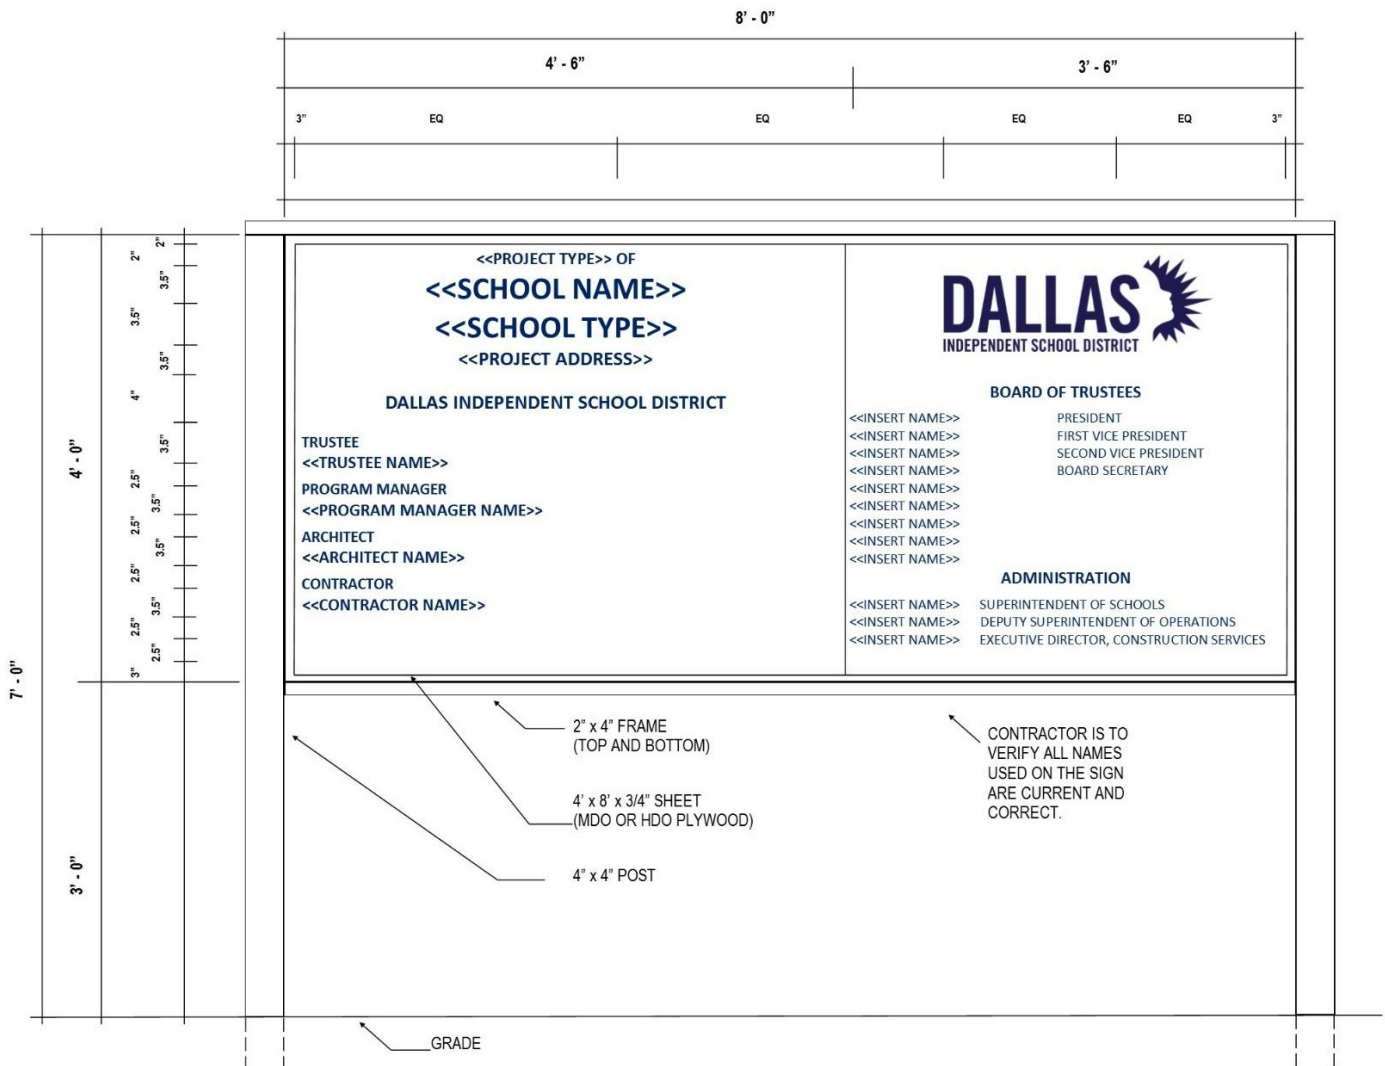 8' - 0"
4' - 6"
3' - 6"
3"
EQ
EQ
EQ
EQ
3"
2"
2"
3.5"
3.5"
3.5"
4"
3.5"
2.5"
3.5"
2.5"
3.5"
2.5"
3.5"
2.5"
2.5"
3"
4' - 0"
7' - 0"
3' - 0"
<<PROJECT TYPE>> OF
<<SCHOOL NAME>>
<<SCHOOL TYPE>>
<<PROJECT ADDRESS>>
DALLAS INDEPENDENT SCHOOL DISTRICT
TRUSTEE
<<TRUSTEE NAME>>
PROGRAM MANAGER
<<PROGRAM MANAGER NAME>>
ARCHITECT
<<ARCHITECT NAME>>
CONTRACTOR
<<CONTRACTOR NAME>>
DALLAS
INDEPENDENT SCHOOL DISTRICT
BOARD OF TRUSTEES
<<INSERT NAME>> PRESIDENT
<<INSERT NAME>> FIRST VICE PRESIDENT
<<INSERT NAME>> SECOND VICE PRESIDENT
<<INSERT NAME>> BOARD SECRETARY
<<INSERT NAME>>
<<INSERT NAME>>
<<INSERT NAME>>
<<INSERT NAME>>
<<INSERT NAME>>
ADMINISTRATION
<<INSERT NAME>> SUPERINTENDENT OF SCHOOLS
<<INSERT NAME>> DEPUTY SUPERINTENDENT OF OPERATIONS
<<INSERT NAME>> EXECUTIVE DIRECTOR, CONSTRUCTION SERVICES
2" x 4" FRAME
(TOP AND BOTTOM)
4' x 8' x 3/4" SHEET
(MDO OR HDO PLYWOOD)
4" x 4" POST
CONTRACTOR IS TO
VERIFY ALL NAMES
USED ON THE SIGN
ARE CURRENT AND
CORRECT.
GRADE